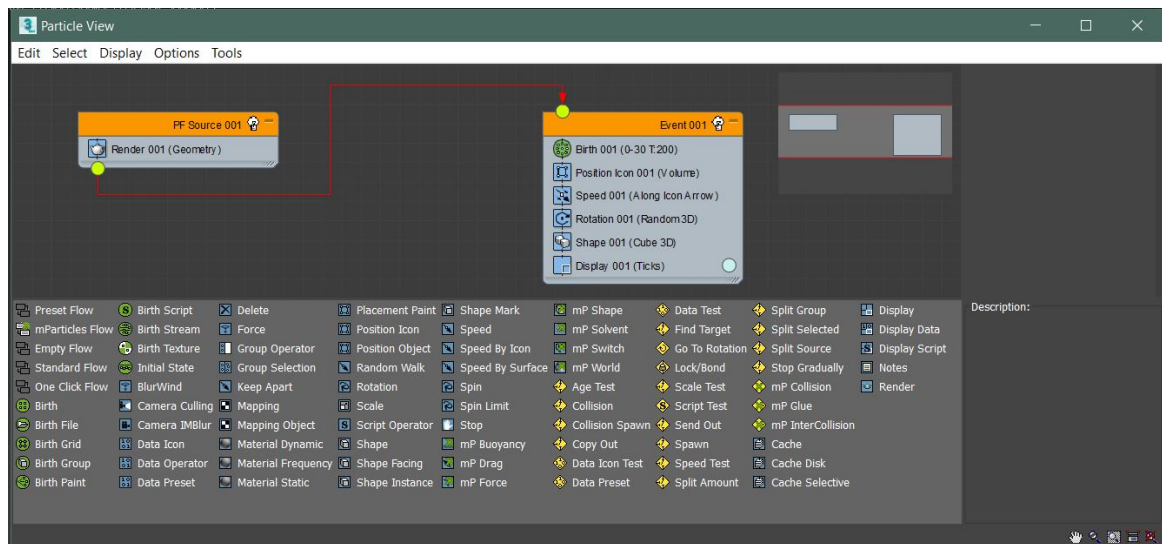 Particle View
Edit Select Display Options Tools
PF Source 001
Render 001 (Geometry)
Event 001
Birth 001 (0-30 T:200)
Position Icon 001 (Volume)
Speed 001 (Along Icon Arrow)
Rotation 001 (Random 3D)
Shape 001 (Cube 3D)
Display 001 (Ticks)
Preset Flow Birth Script Delete Placement Paint Shape Mark mP Shape Data Test Split Group Display
mParticles Flow Birth Stream Force Position Icon Speed mP Solvent Find Target Split Selected Display Data
Empty Flow Birth Texture Group Operator Position Object Speed By Icon mP Switch Go To Rotation Split Source Display Script
Standard Flow Initial State Group Selection Random Walk Speed By Surface mP World Lock/Bond Stop Gradually Notes
One Click Flow BlurWind Keep Apart Rotation Spin Age Test Scale Test mP Collision Render
Birth Camera Culling Mapping Scale Spin Limit Collision Script Test mP Glue
Birth File Camera IMBlur Mapping Object Script Operator Stop Collision Spawn Send Out mP InterCollision
Birth Grid Data Icon Material Dynamic Shape mP Buoyancy Copy Out Spawn Cache
Birth Group Data Operator Material Frequency Shape Facing mP Drag Data Icon Test Speed Test Cache Disk
Birth Paint Data Preset Material Static Shape Instance mP Force Data Preset Split Amount Cache Selective
Description: